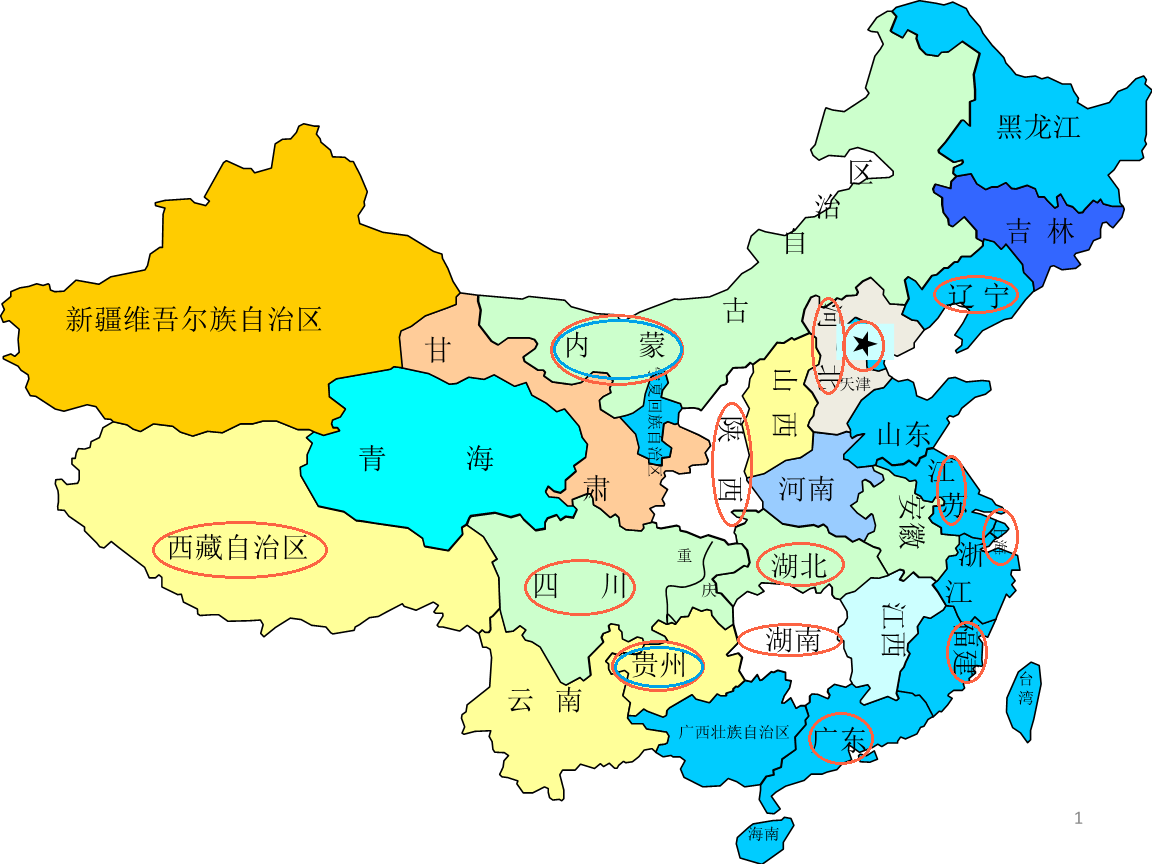 黑龙江
内蒙古自治区
吉林
新疆维吾尔族自治区
辽宁
甘肃
河北
天津
山西
宁夏回族自治区
陕西
山东
青海
河南
江苏
安徽
上海
西藏自治区
浙江
湖北
四川
重庆
湖南
江西
福建
贵州
云南
台湾
广西壮族自治区
广东
海南
1